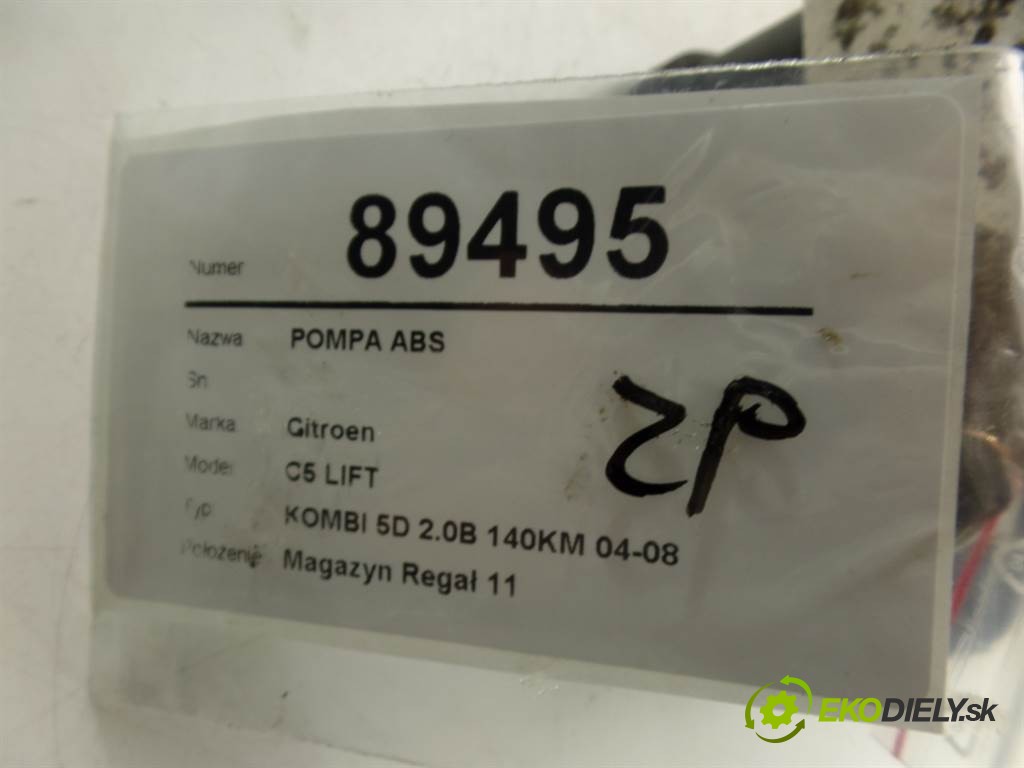 Numer 89495
Nazwa POMPA ABS
Sn
Marka Gitroen
Model C5 LIFT
Typ KOMBI 5D 2.0B 140KM 04-08
Położenie Magazyn Regał 11
ZP
EKODIELY.sk